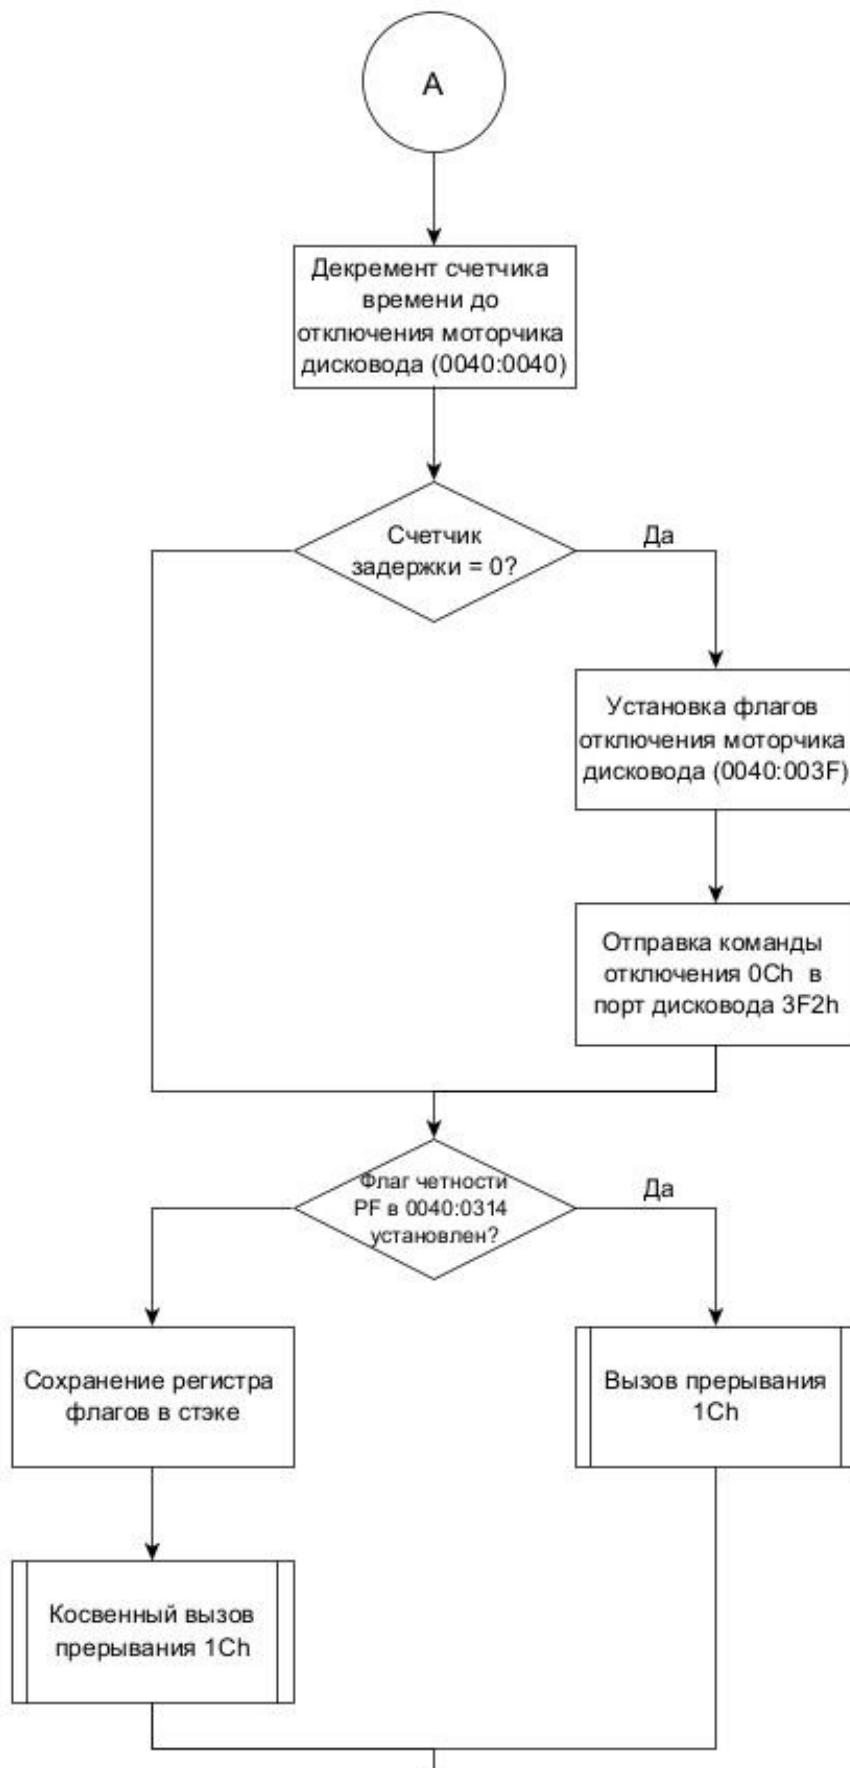 А
Декремент счетчика
времени до
отключения моторчика
дисковода (0040:0040)
Счетчик
задержки = 0?
Да
Установка флагов
отключения моторчика
дисковода (0040:003F)
Отправка команды
отключения 0Ch в
порт дисковода 3F2h
Флаг четности
PF в 0040:0314
установлен?
Да
Сохранение регистра
флагов в стэке
Вызов прерывания
1Ch
Косвенный вызов
прерывания 1Ch